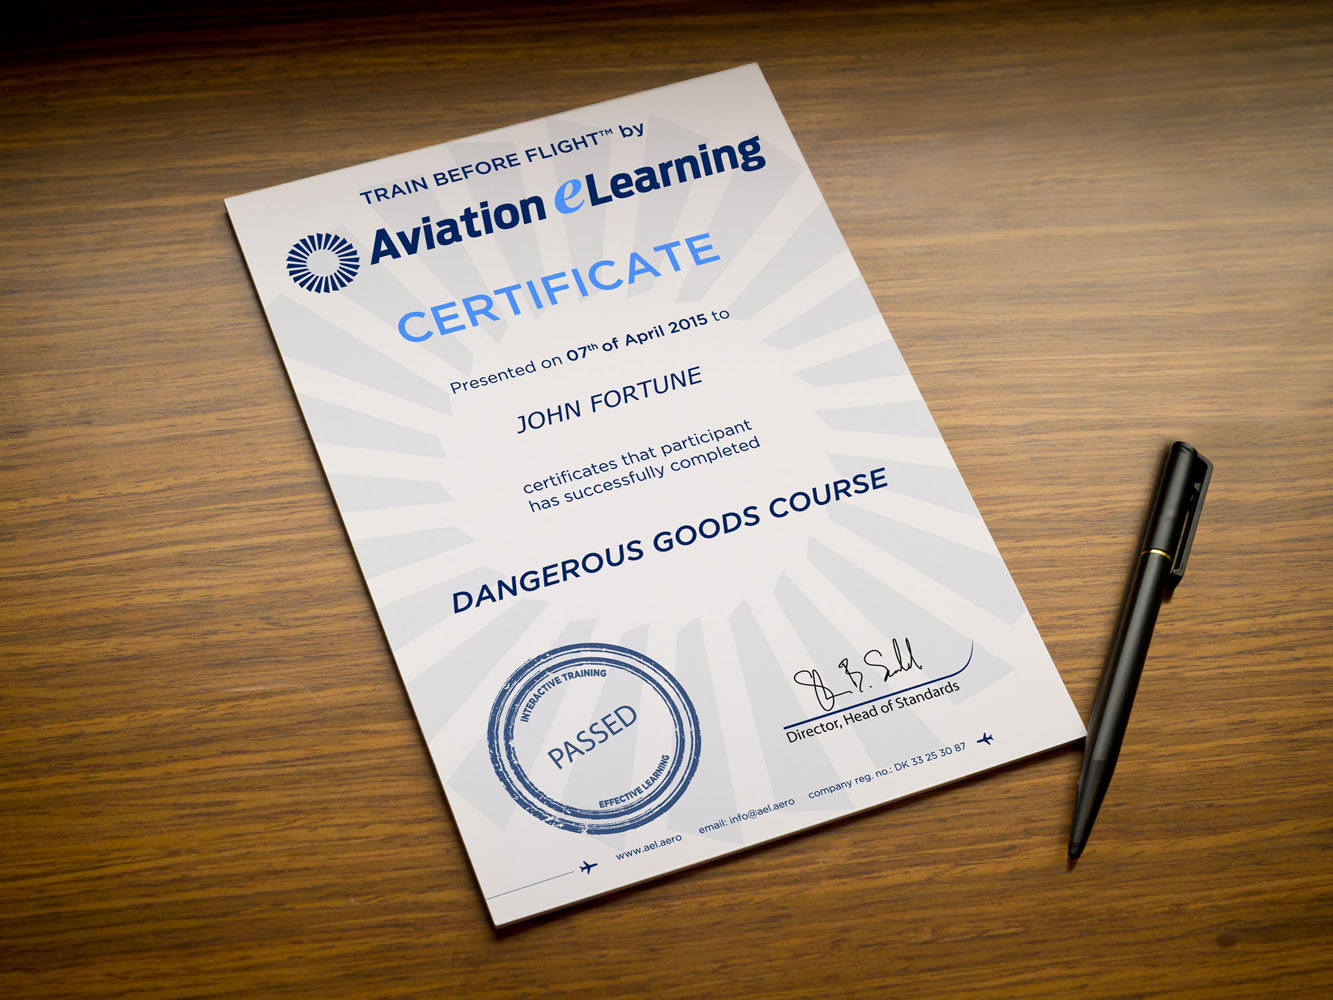 TRAIN BEFORE FLIGHT™ by
Aviation eLearning
CERTIFICATE
Presented on 07th of April 2015 to
JOHN FORTUNE
certificates that participant
has successfully completed
DANGEROUS GOODS COURSE
INTERACTIVE TRAINING
PASSED
EFFECTIVE LEARNING
Director, Head of Standards
www.ael.aero email: info@ael.aero company reg. no.: DK 33 25 30 87